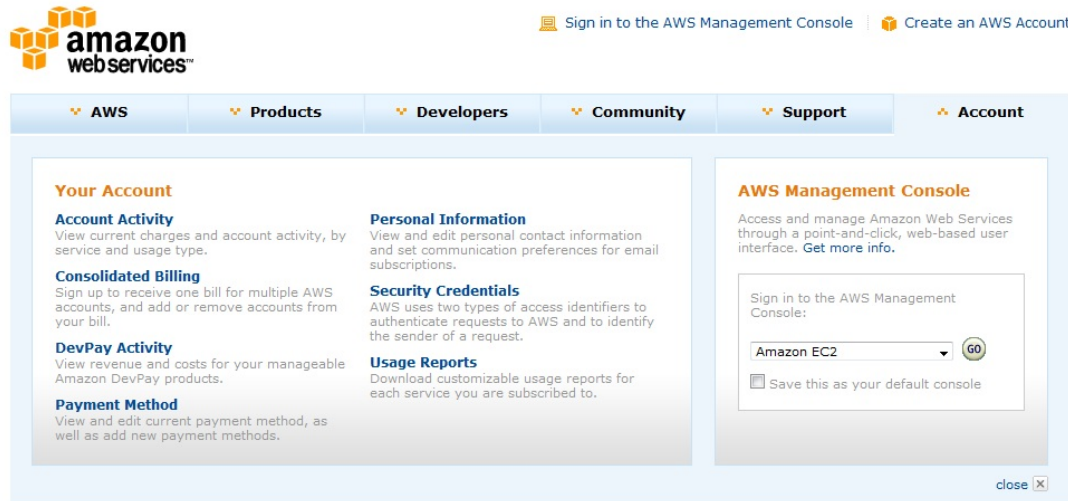 amazon
webservices™
Sign in to the AWS Management Console
Create an AWS Account
AWS
Products
Developers
Community
Support
Account
Your Account
Account Activity
View current charges and account activity, by
service and usage type.
Consolidated Billing
Sign up to receive one bill for multiple AWS
accounts, and add or remove accounts from
your bill.
DevPay Activity
View revenue and costs for your manageable
Amazon DevPay products.
Payment Method
View and edit current payment method, as
well as add new payment methods.
Personal Information
View and edit personal contact information
and set communication preferences for email
subscriptions.
Security Credentials
AWS uses two types of access identifiers to
authenticate requests to AWS and to identify
the sender of a request.
Usage Reports
Download customizable usage reports for
each service you are subscribed to.
AWS Management Console
Access and manage Amazon Web Services
through a point-and-click, web-based user
interface. Get more info.
Sign in to the AWS Management
Console:
Amazon EC2
GO
Save this as your default console
close